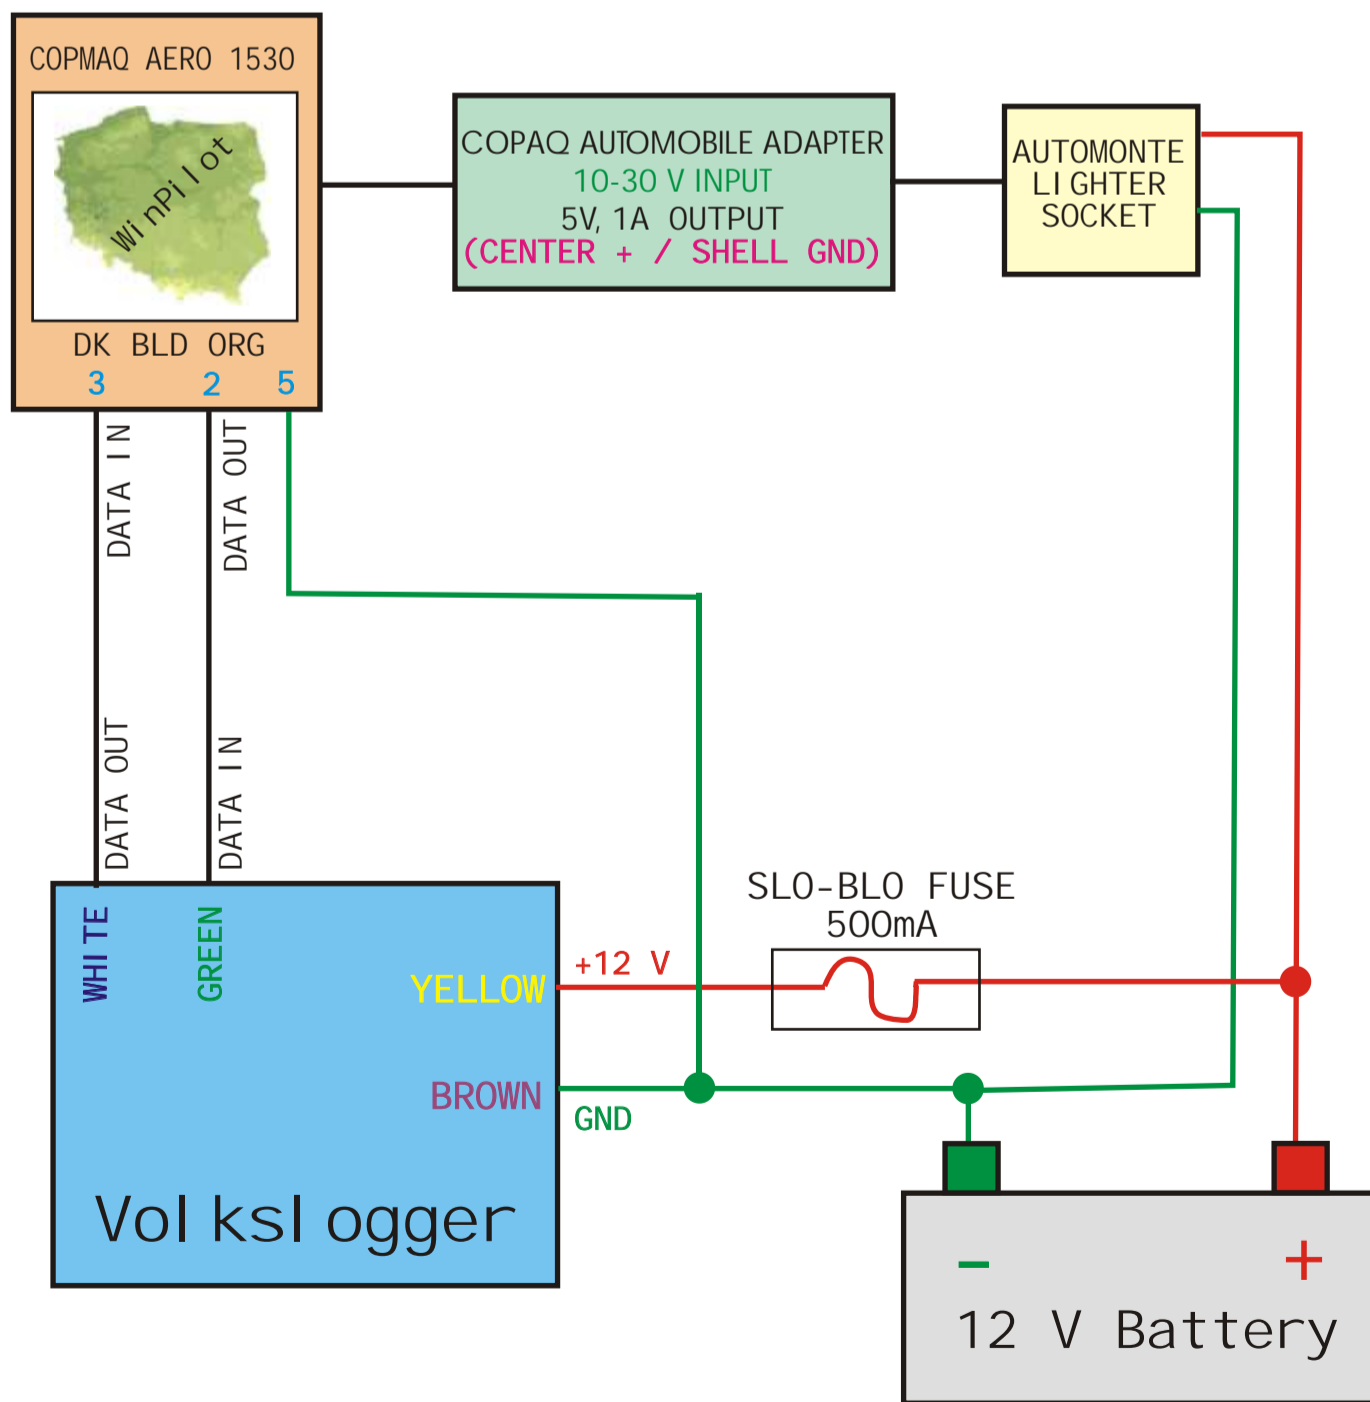 COPMAQ AERO 1530
WinPilot
DK BLD ORG
3 2 5
COPAQ AUTOMOBILE ADAPTER
10-30 V INPUT
5V, 1A OUTPUT
(CENTER + / SHELL GND)
AUTOMONTE
LIGHTER
SOCKET
DATA IN
DATA OUT
DATA OUT
DATA IN
WHITE
GREEN
YELLOW
+12 V
SLO-BLO FUSE
500mA
BROWN
GND
Volkslogger
- +
12 V Battery